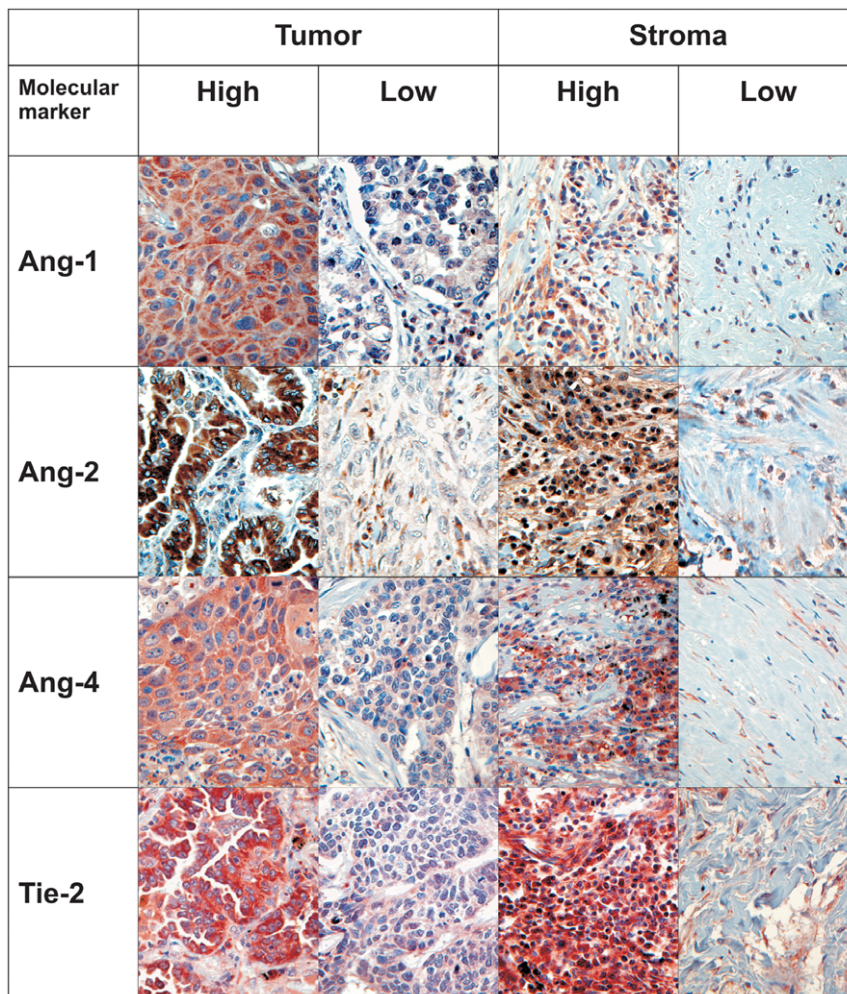 Tumor Stroma
Molecular
marker
High Low High Low
Ang-1
Ang-2
Ang-4
Tie-2